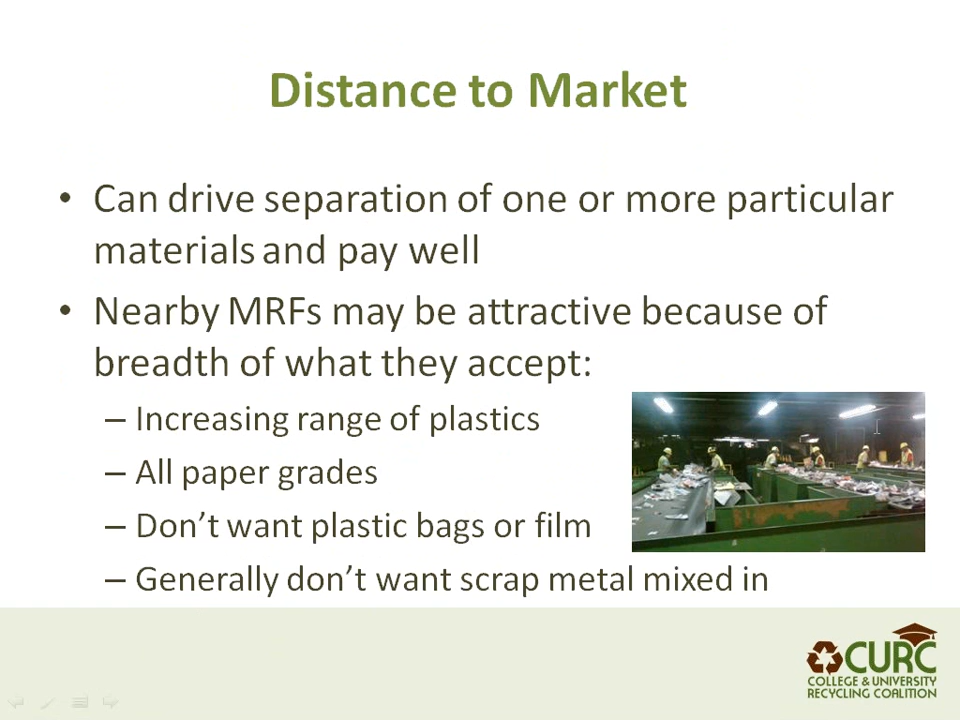 Distance to Market
• Can drive separation of one or more particular
materials and pay well
• Nearby MRFs may be attractive because of
breadth of what they accept:
– Increasing range of plastics
– All paper grades
– Don’t want plastic bags or film
– Generally don’t want scrap metal mixed in
CURC
COLLEGE & UNIVERSITY
RECYCLING COALITION